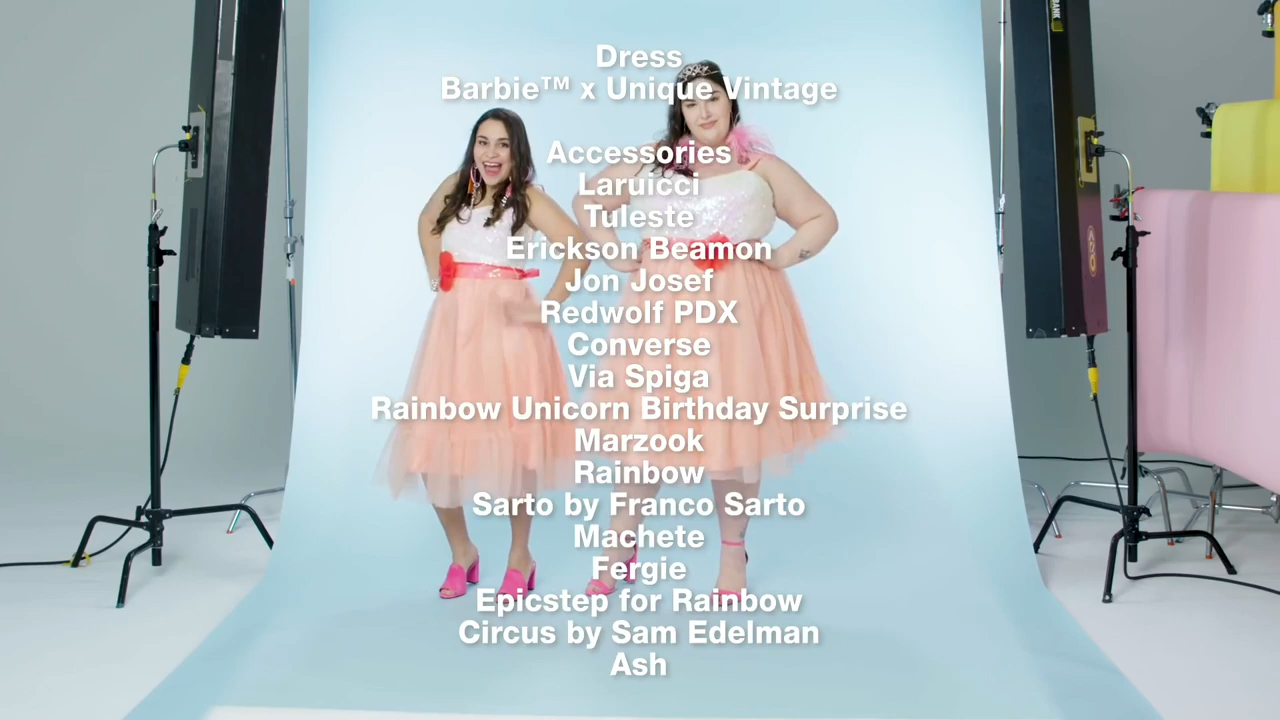 Dress
Barbie™ x Unique Vintage
Accessories
Laruicci
Tuleste
Erickson Beamon
Jon Josef
Redwolf PDX
Converse
Via Spiga
Rainbow Unicorn Birthday Surprise
Marzook
Rainbow
Sarto by Franco Sarto
Machete
Fergie
Epicstep for Rainbow
Circus by Sam Edelman
Ash